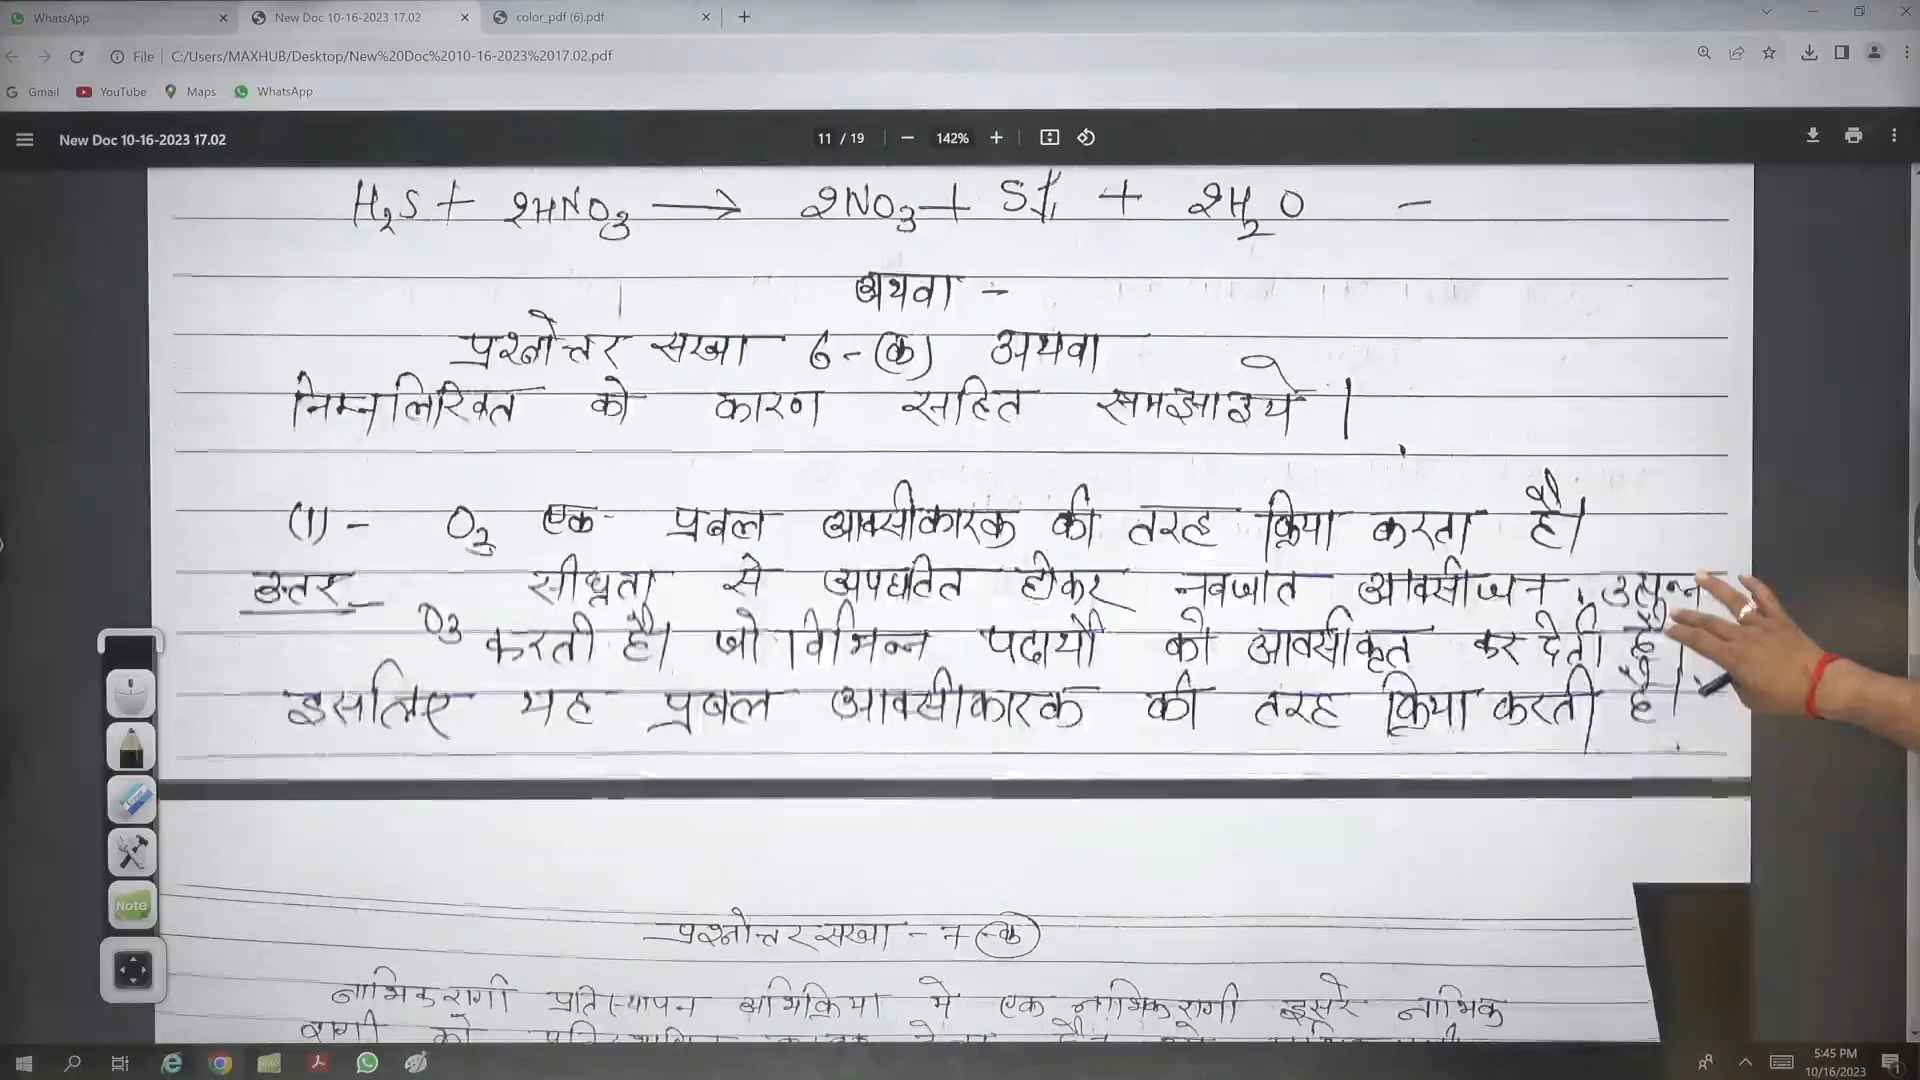 WhatsApp
New Doc 10-16-2023 17.02
color_pdf (6).pdf
File C:/Users/MAXHUB/Desktop/New%20Doc%2010-16-2023%2017.02.pdf
Gmail YouTube Maps WhatsApp
New Doc 10-16-2023 17.02 11 / 19 142%
H₂S + 2HNO₃ → 2NO₃ + S + 2H₂O -
अथवा -
प्रश्नोत्तर सख्या 6-(क) अथवा
निम्नलिखित को कारण सहित समझाइये।
(1) - O₃ एक प्रबल आक्सीकारक की तरह क्रिया करता है।
उत्तर - सीघ्रता से अपघटित होकर नवजात आक्सीजन उत्पन्न
O₃ करती है। जो विभिन्न पदार्थो को आक्सीकृत कर देती है।
इसलिए यह प्रबल आक्सीकारक की तरह क्रिया करती है।
Note
प्रश्नोत्तर सख्या - 7 (क)
नाभिकरागी प्रतिस्थापन अभिक्रिया मे एक नाभिकरागी दूसरे नाभिक
रागी को
5:45 PM
10/16/2023